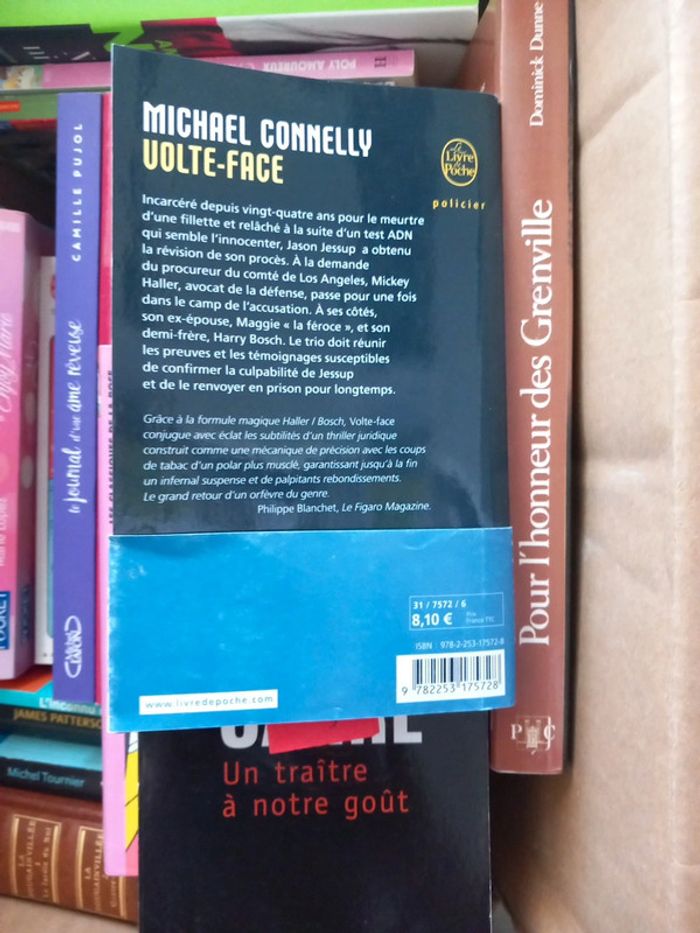 POLY AMOUREUX
MICHAEL CONNELLY
VOLTE-FACE
Le
Livre
de
Poche
policier
Incarcéré depuis vingt-quatre ans pour le meurtre
d'une fillette et relâché à la suite d'un test ADN
qui semble l'innocenter, Jason Jessup a obtenu
la révision de son procès. À la demande
du procureur du comté de Los Angeles, Mickey
Haller, avocat de la défense, passe pour une fois
dans le camp de l'accusation. À ses côtés,
son ex-épouse, Maggie « la féroce », et son
demi-frère, Harry Bosch. Le trio doit réunir
les preuves et les témoignages susceptibles
de confirmer la culpabilité de Jessup
et de le renvoyer en prison pour longtemps.
Grâce à la formule magique Haller / Bosch, Volte-face
conjugue avec éclat les subtilités d'un thriller juridique
construit comme une mécanique de précision avec les coups
de tabac d'un polar plus musclé, garantissant jusqu'à la fin
un infernal suspense et de palpitants rebondissements.
Le grand retour d'un orfèvre du genre.
Philippe Blanchet, Le Figaro Magazine.
31 / 7572 / 6
8,10 €
Prix
France TTC
ISBN : 978-2-253-17572-8
9 782253 175728
www.livredepoche.com
Un traître
à notre goût
Dominick Dunne
Pour l'honneur des Grenville
P C
CAMILLE PUJOL
le journal d'une âme rêveuse
POCKET
L'inconnu
JAMES PATTERSO
Michel Tournier
LA